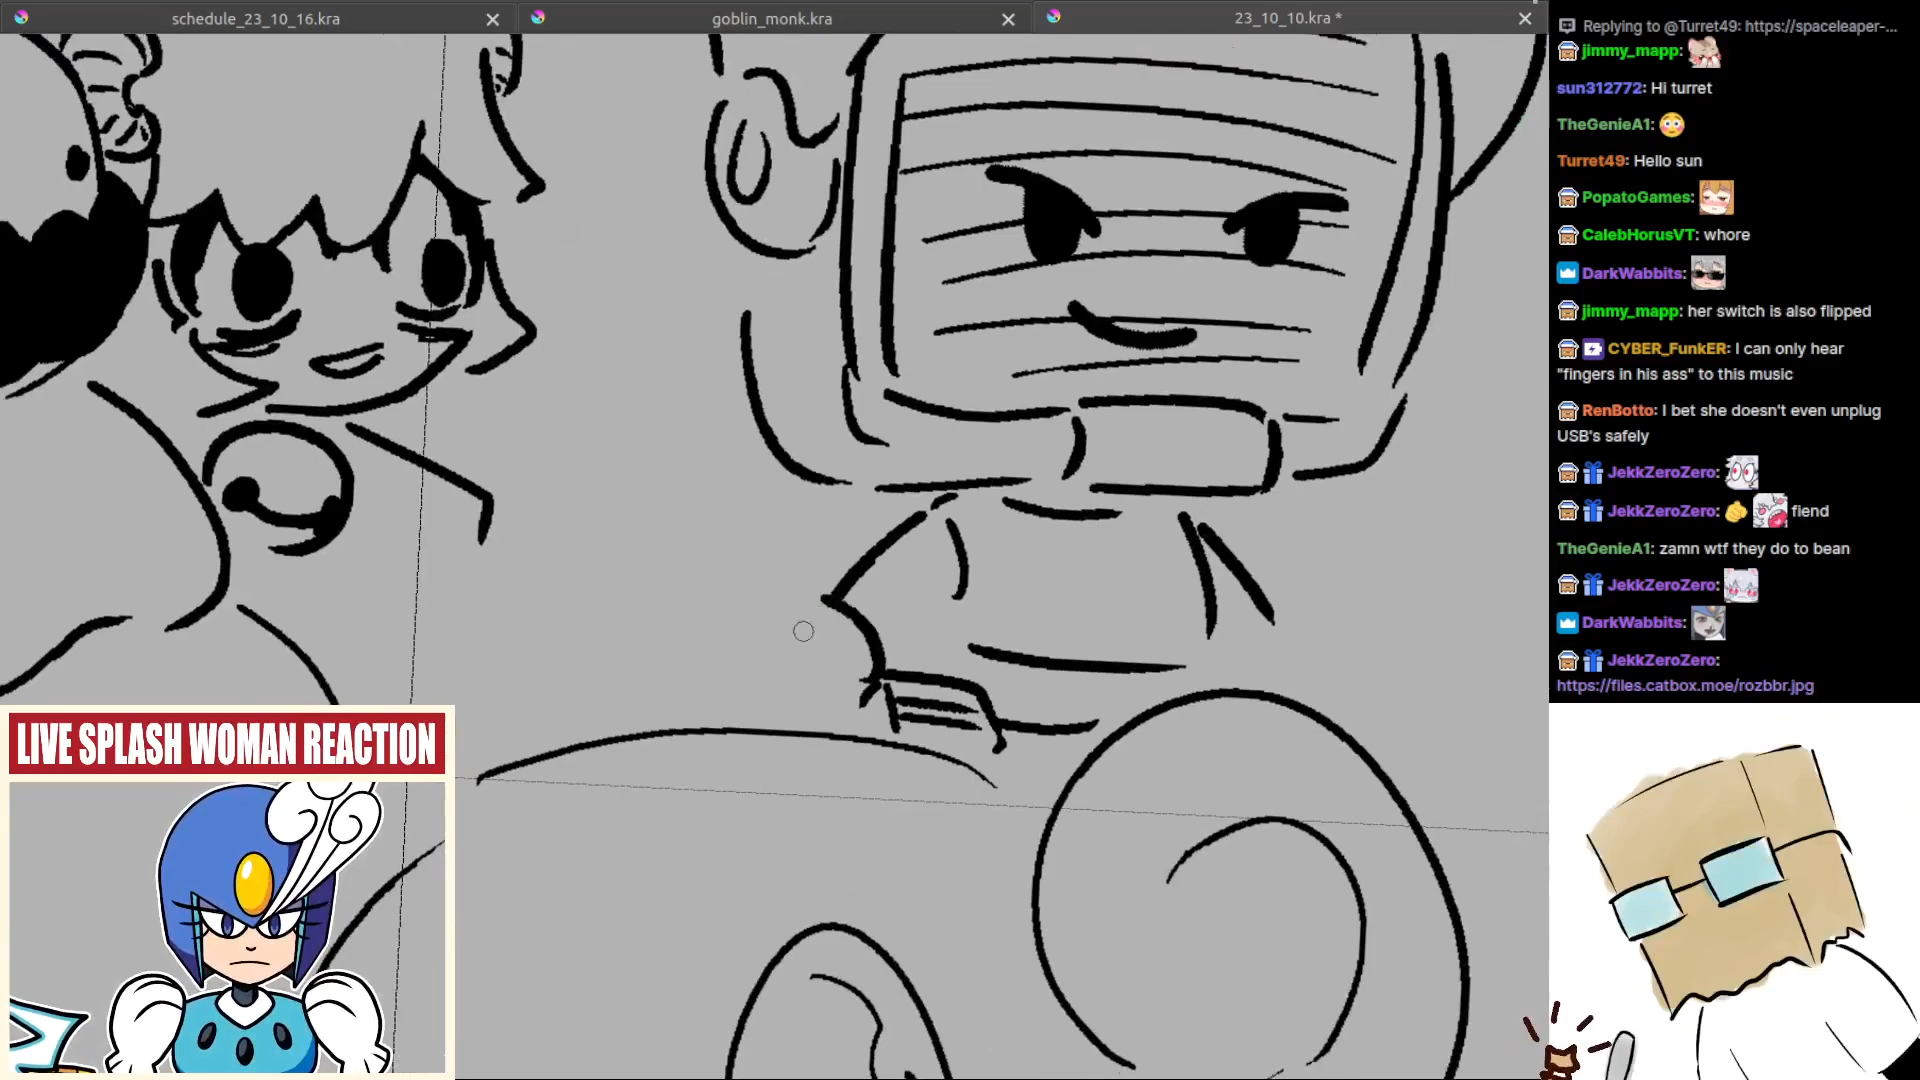 schedule_23_10_16.kra
goblin_monk.kra
23_10_10.kra *
Replying to @Turret49: https://spaceleaper-...
jimmy_mapp:
sun312772: Hi turret
TheGenieA1:
Turret49: Hello sun
PopatoGames:
CalebHorusVT: whore
DarkWabbits:
jimmy_mapp: her switch is also flipped
CYBER_FunkER: I can only hear
"fingers in his ass" to this music
RenBotto: I bet she doesn't even unplug
USB's safely
JekkZeroZero:
JekkZeroZero: fiend
TheGenieA1: zamn wtf they do to bean
JekkZeroZero:
DarkWabbits:
JekkZeroZero:
https://files.catbox.moe/rozbbr.jpg
LIVE SPLASH WOMAN REACTION